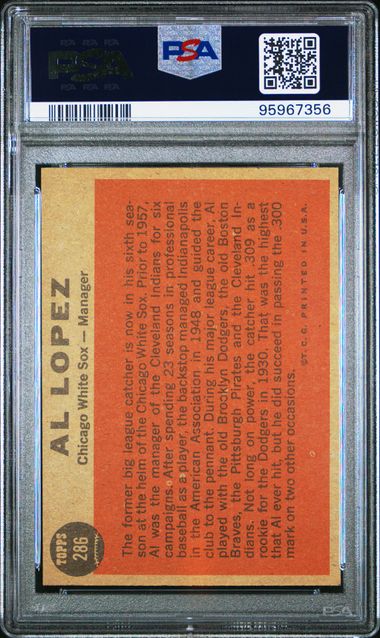 PSA
95967356
TOPPS
286
AL LOPEZ
Chicago White Sox — Manager
The former big league catcher is now in his sixth sea-
son at the helm of the Chicago White Sox. Prior to 1957,
Al was the manager of the Cleveland Indians for six
campaigns. After spending 23 seasons in professional
baseball as a player, the backstop managed Indianapolis
in the American Association in 1948 and guided the
club to the pennant. During his major league career, Al
played with the old Brooklyn Dodgers, the old Boston
Braves, the Pittsburgh Pirates and the Cleveland In-
dians. Not long on power, the catcher hit .309 as a
rookie for the Dodgers in 1930. That was the highest
that Al ever hit, but he did succeed in passing the .300
mark on two other occasions.
©T.C.G. PRINTED IN U.S.A.
PSA